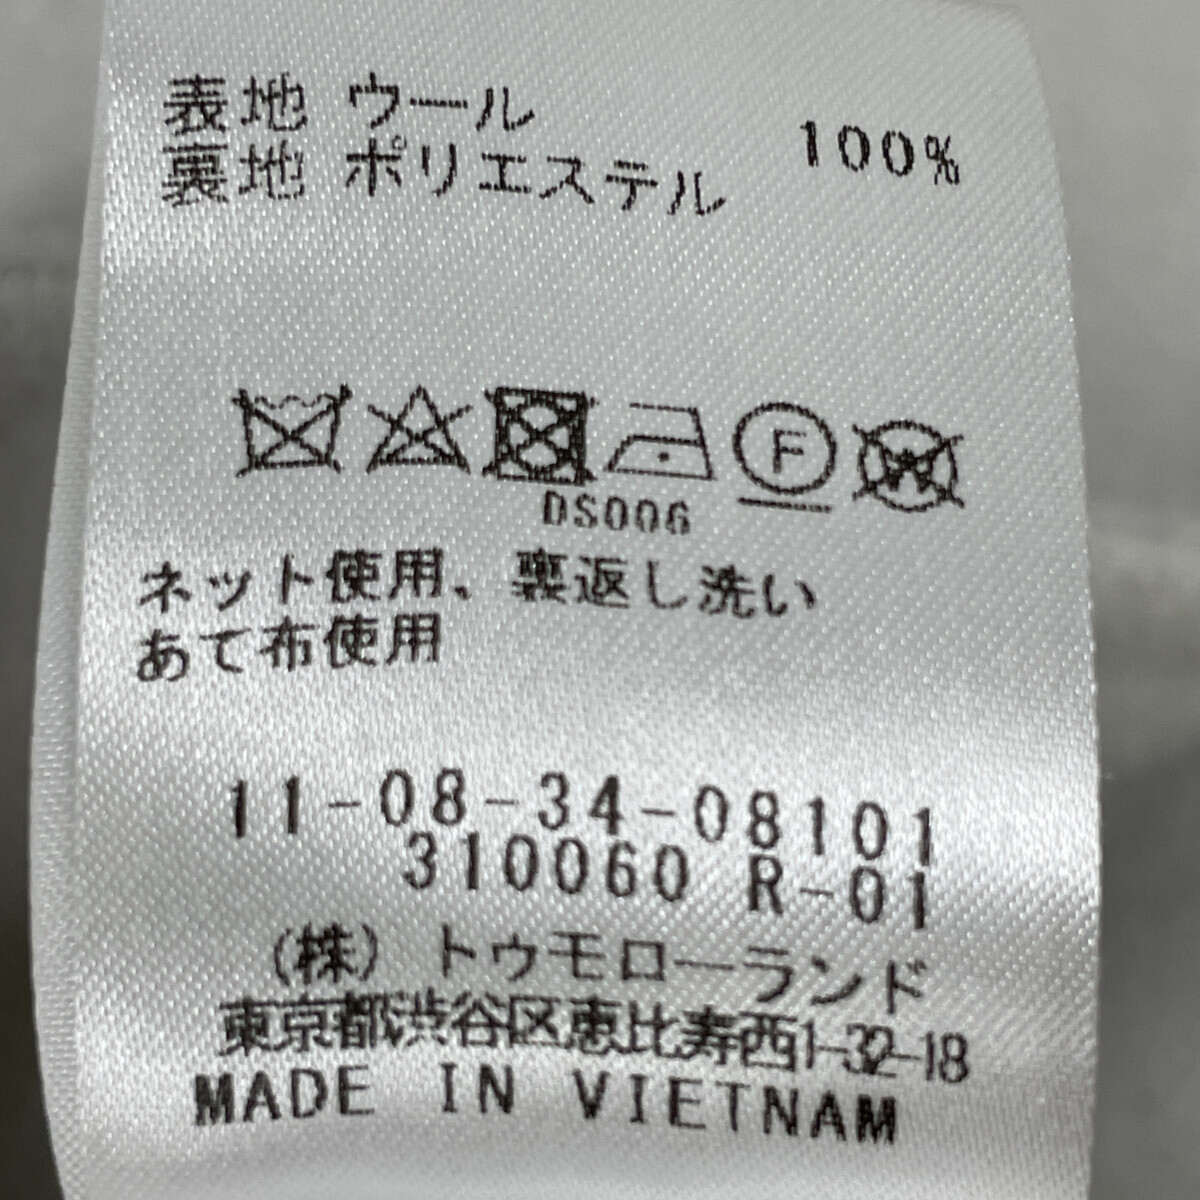 表地 ウール 100%
裏地 ポリエステル
F
W
DS006
ネット使用、裏返し洗い
あて布使用
11-08-34-08101
310060 R-01
(株) トゥモローランド
東京都渋谷区恵比寿西1-32-18
MADE IN VIETNAM